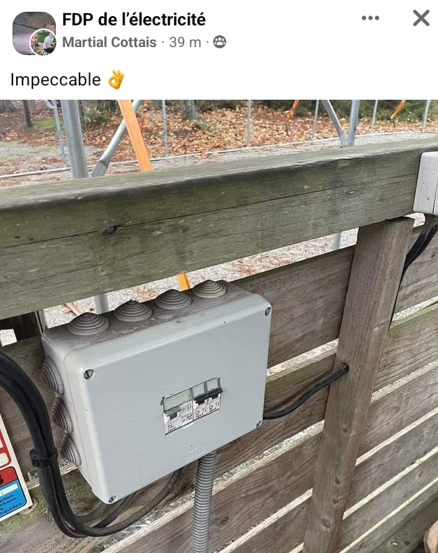 FDP de l'électricité
Martial Cottais · 39 m ·
Impeccable 👌